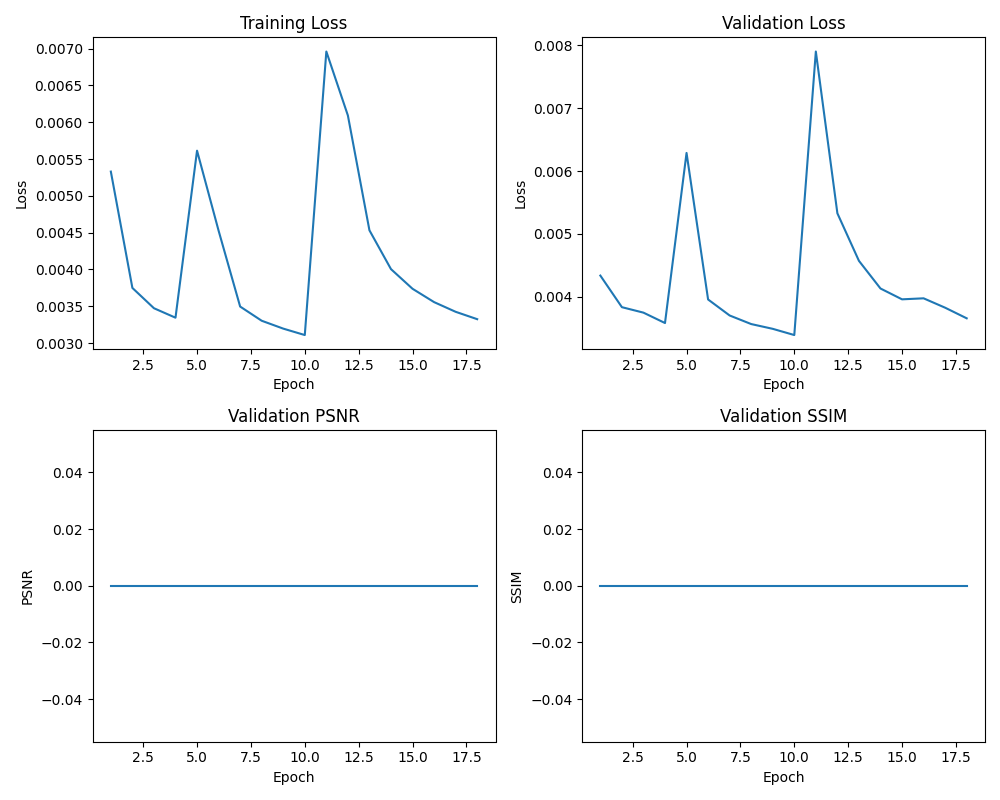 Training Loss
Validation Loss
0.0070
0.0065
0.0060
0.0055
0.0050
0.0045
0.0040
0.0035
0.0030
Loss
2.5 5.0 7.5 10.0 12.5 15.0 17.5
Epoch
0.008
0.007
0.006
0.005
0.004
Loss
2.5 5.0 7.5 10.0 12.5 15.0 17.5
Epoch
Validation PSNR
Validation SSIM
0.04
0.02
0.00
−0.02
−0.04
PSNR
2.5 5.0 7.5 10.0 12.5 15.0 17.5
Epoch
0.04
0.02
0.00
−0.02
−0.04
SSIM
2.5 5.0 7.5 10.0 12.5 15.0 17.5
Epoch